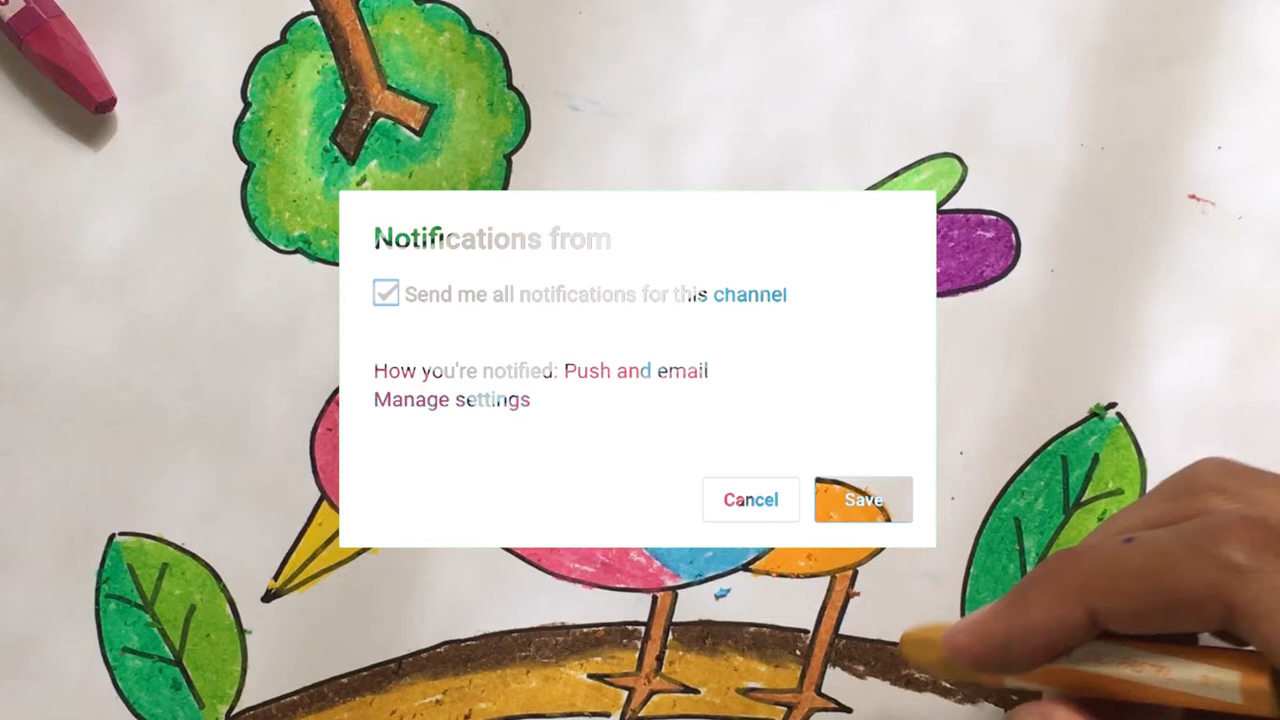 Notifications from
Send me all notifications for this channel
How you're notified: Push and email
Manage settings
Cancel
Save